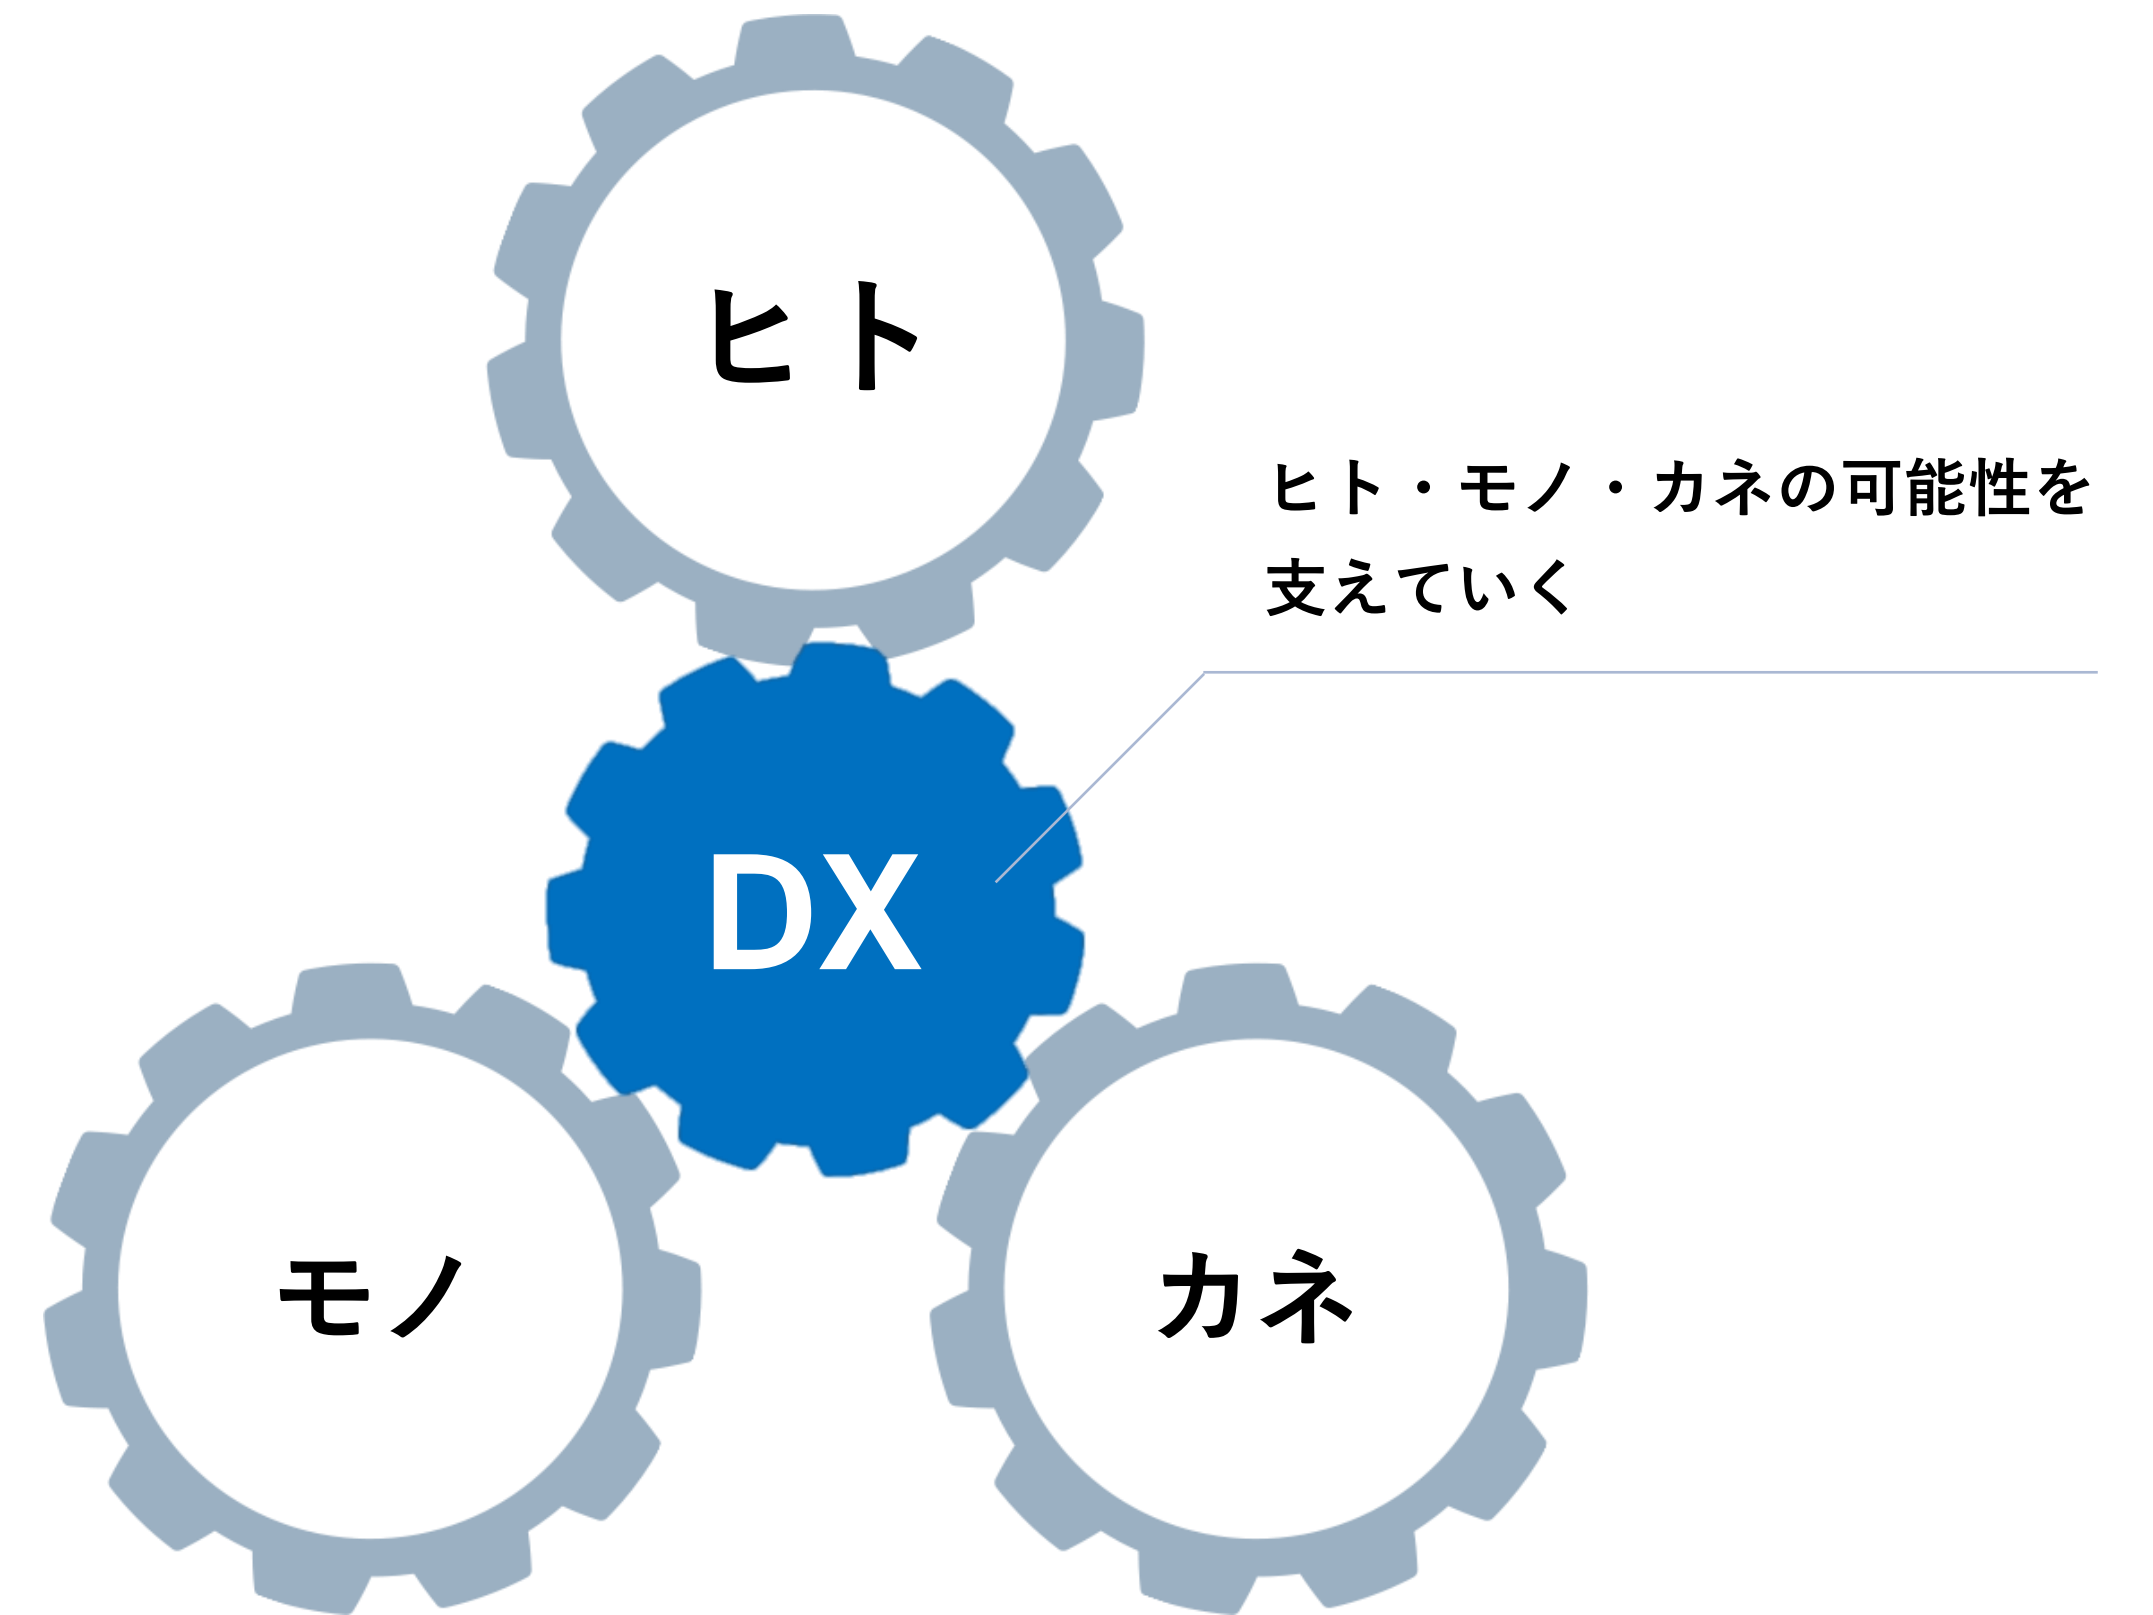 ヒト
ヒト・モノ・カネの可能性を
支えていく
DX
モノ
カネ